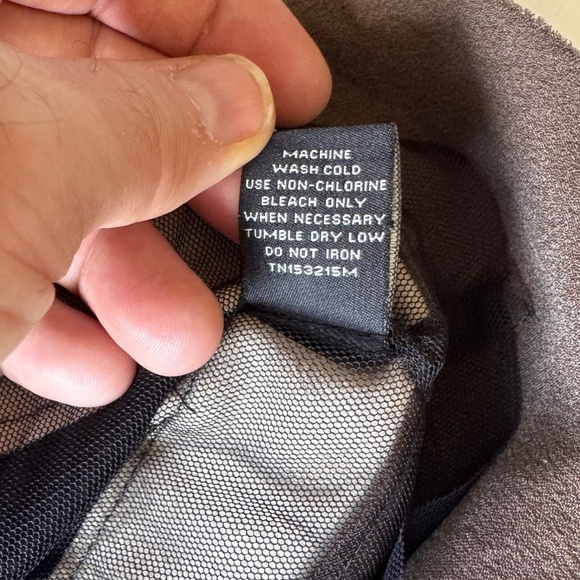 MACHINE
WASH COLD
USE NON-CHLORINE
BLEACH ONLY
WHEN NECESSARY
TUMBLE DRY LOW
DO NOT IRON
TN153215M